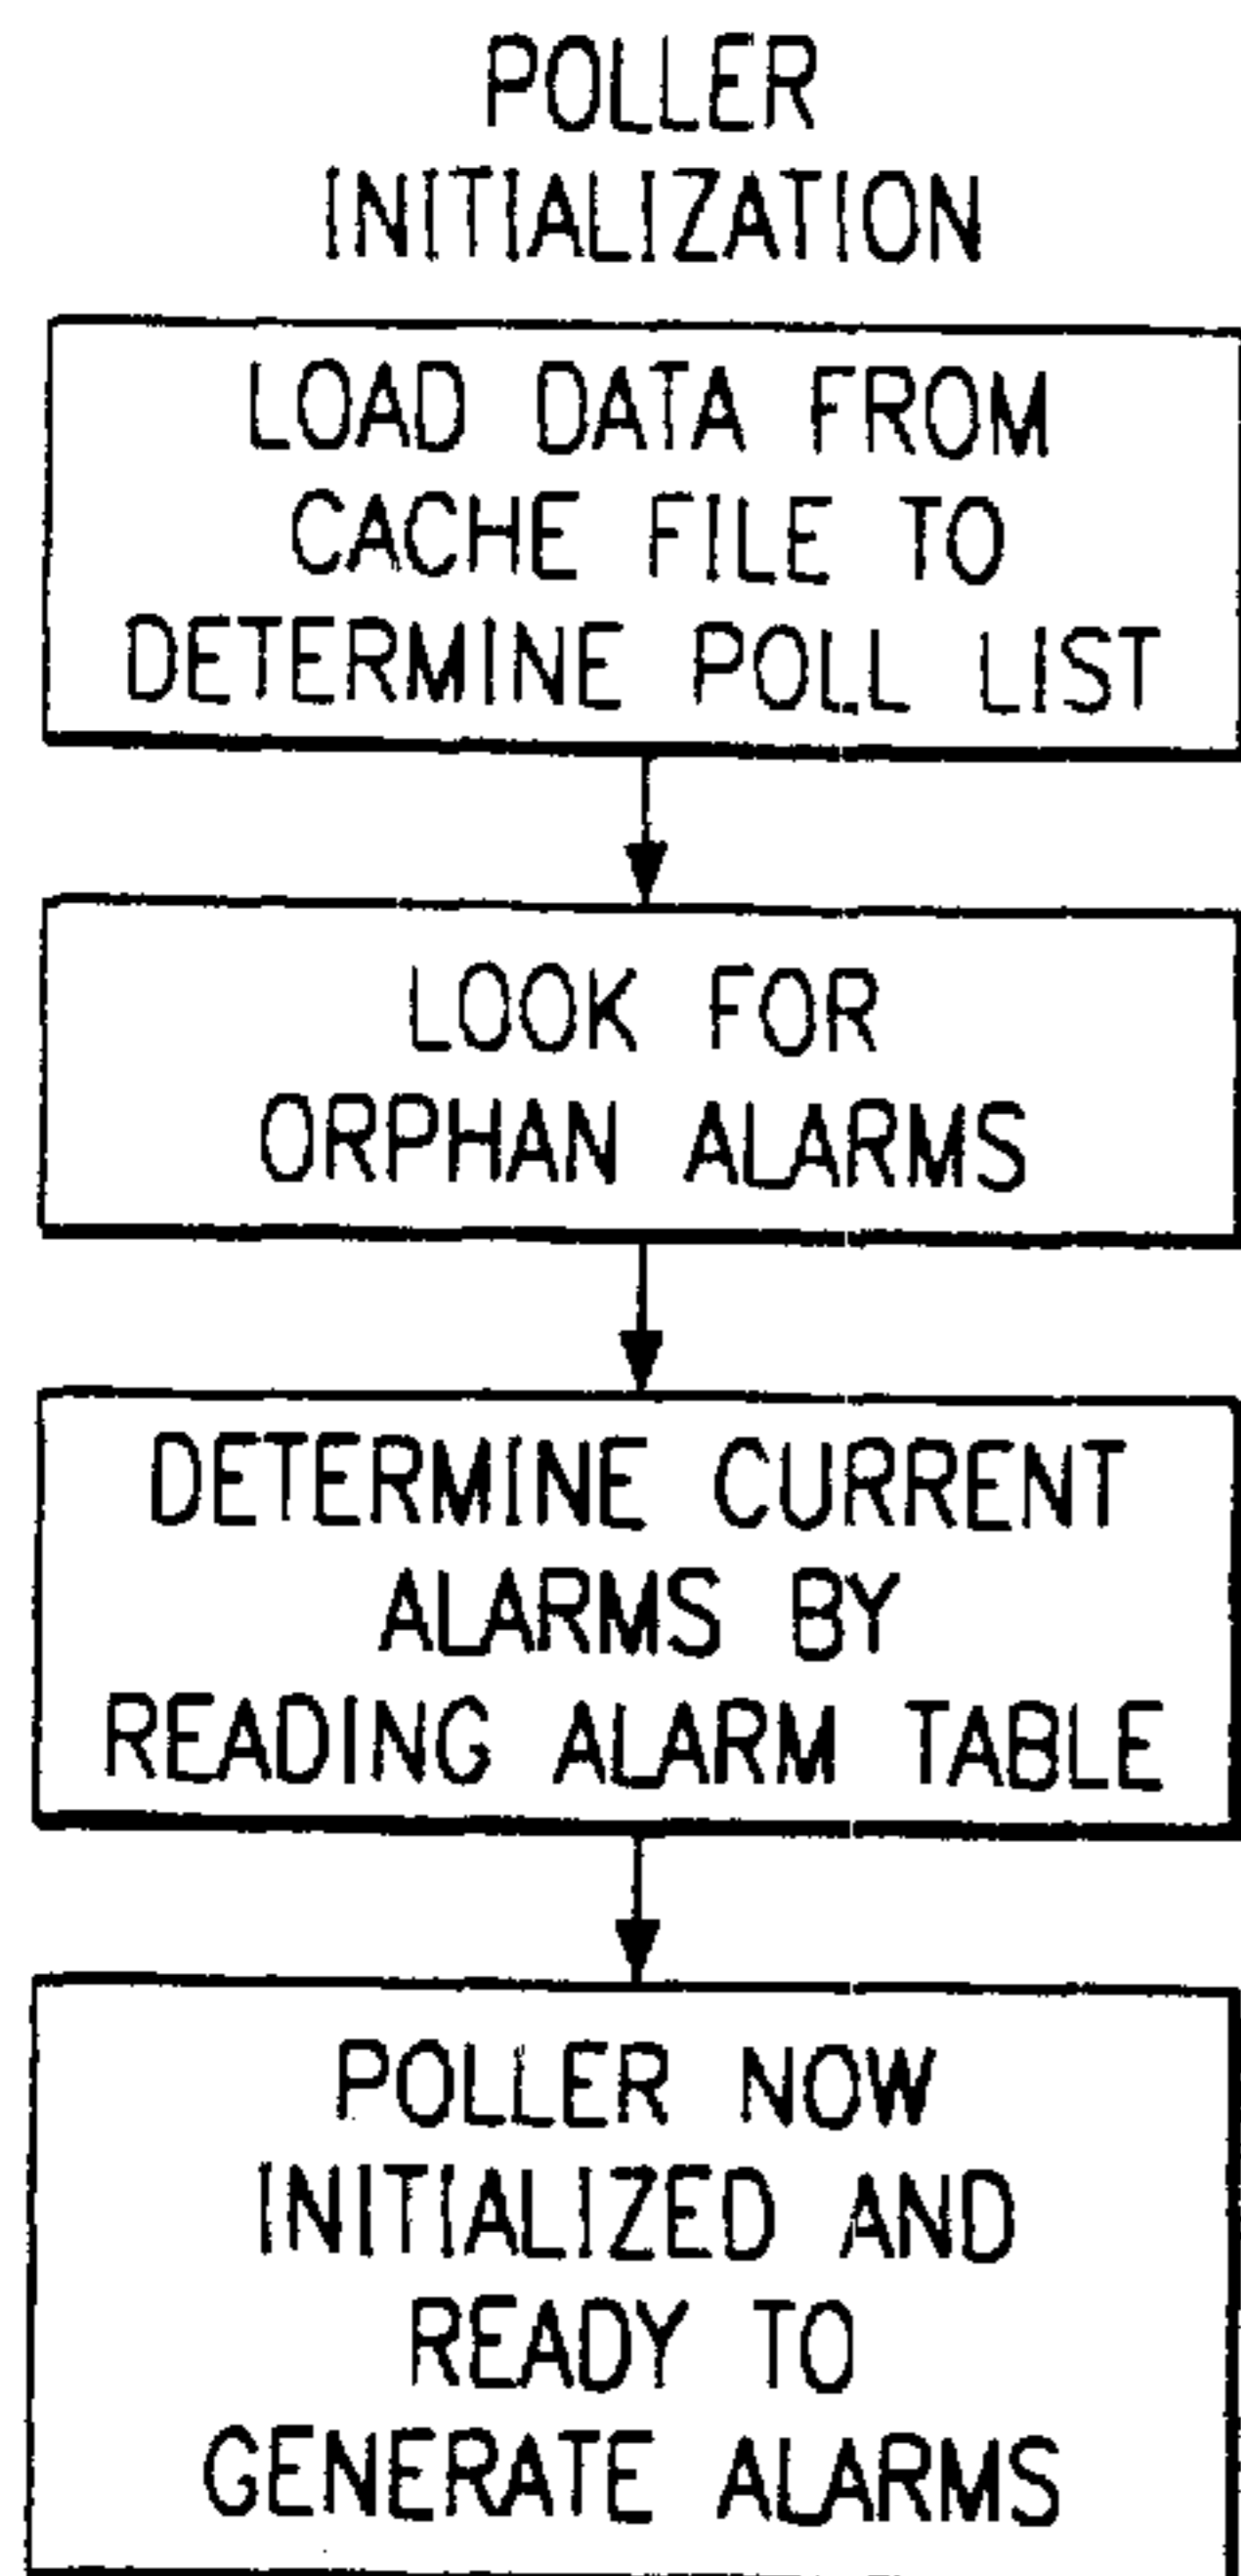 POLLER
INITIALIZATION
LOAD DATA FROM
CACHE FILE TO
DETERMINE POLL LIST
LOOK FOR
ORPHAN ALARMS
DETERMINE CURRENT
ALARMS BY
READING ALARM TABLE
POLLER NOW
INITIALIZED AND
READY TO
GENERATE ALARMS